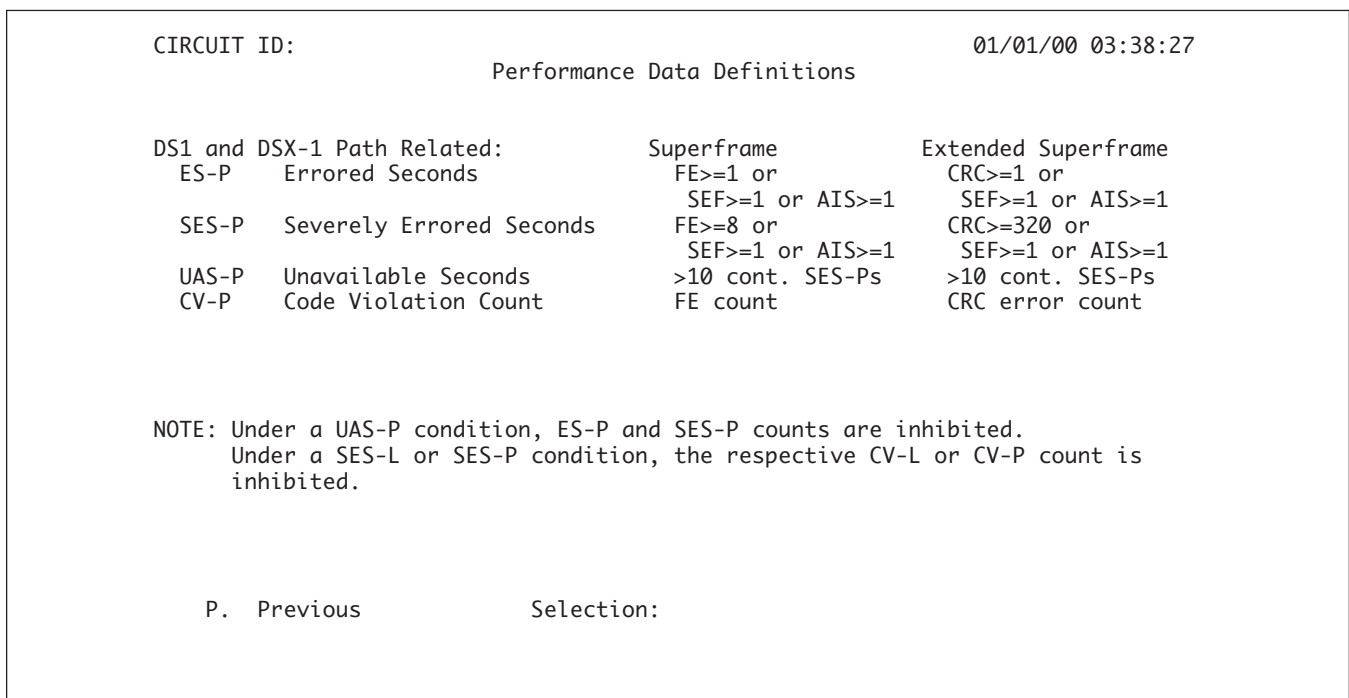 CIRCUIT ID: 01/01/00 03:38:27
Performance Data Definitions
DS1 and DSX-1 Path Related: Superframe Extended Superframe
ES-P Errored Seconds FE>=1 or CRC>=1 or
SEF>=1 or AIS>=1 SEF>=1 or AIS>=1
SES-P Severely Errored Seconds FE>=8 or CRC>=320 or
SEF>=1 or AIS>=1 SEF>=1 or AIS>=1
UAS-P Unavailable Seconds >10 cont. SES-Ps >10 cont. SES-Ps
CV-P Code Violation Count FE count CRC error count
NOTE: Under a UAS-P condition, ES-P and SES-P counts are inhibited.
Under a SES-L or SES-P condition, the respective CV-L or CV-P count is
inhibited.
P. Previous Selection: